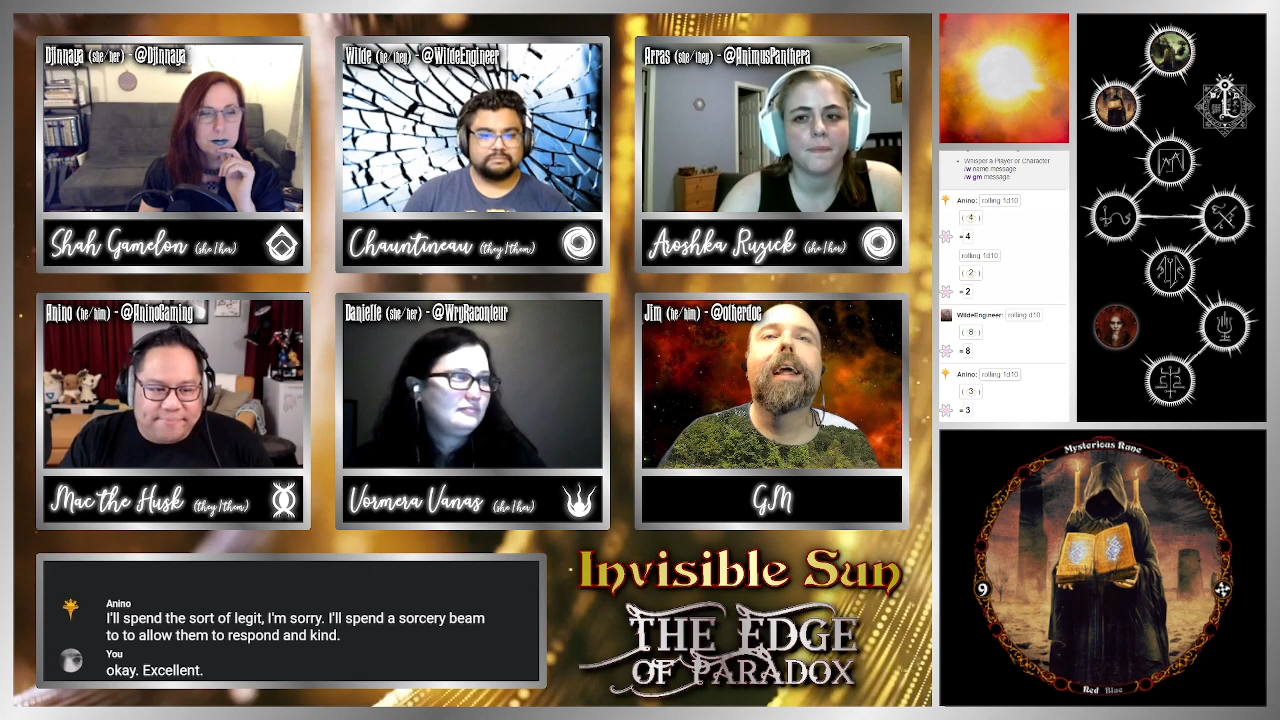 Djinnaya (she/her) - @Djinnaya
Shah Gamelon (she/her)
Wilde (he/they) - @WildeEngineer
Chauntineau (they/them)
Arras (she/they) - @AnimusPanthera
Aroshka Ruzick (she/her)
Anino (he/him) - @AninoGaming
Mac the Husk (they/them)
Danielle (she/her) - @WryRaconteur
Vormera Vanas (she/her)
Jim (he/him) - @otherdoc
GM
Anino
I'll spend the sort of legit, I'm sorry. I'll spend a sorcery beam
to to allow them to respond and kind.
You
okay. Excellent.
Invisible Sun
THE EDGE
OF PARADOX
Whisper a Player or Character
/w name message
/w gm message
Anino: rolling 1d10
( 4 )
= 4
rolling 1d10
( 2 )
= 2
WildeEngineer: rolling d10
( 8 )
= 8
Anino: rolling 1d10
( 3 )
= 3
Mysterious Rune
9
Red Blue